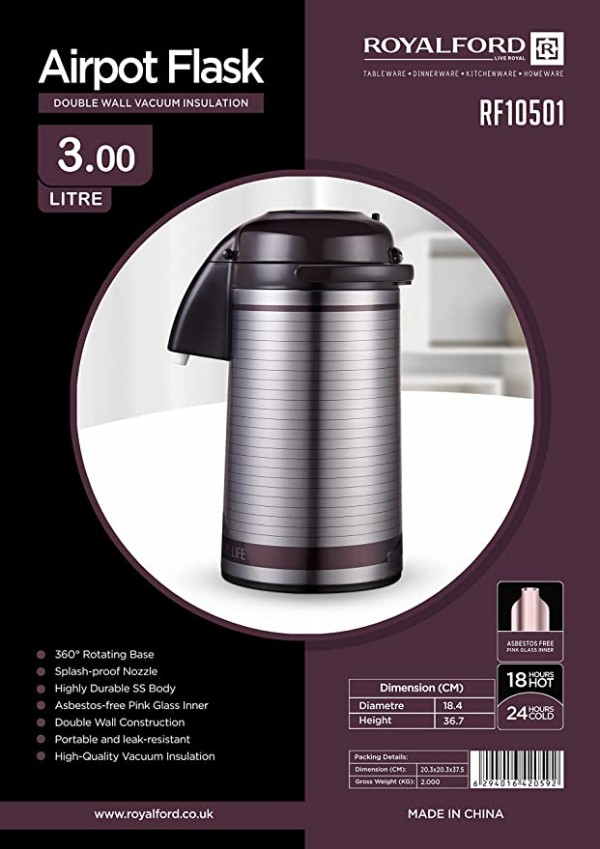 Airpot Flask
DOUBLE WALL VACUUM INSULATION
3.00
LITRE
ROYALFORD
LIVE ROYAL
TABLEWARE • DINNERWARE • KITCHENWARE • HOMEWARE
RF10501
LIFE
360° Rotating Base
Splash-proof Nozzle
Highly Durable SS Body
Asbestos-free Pink Glass Inner
Double Wall Construction
Portable and leak-resistant
High-Quality Vacuum Insulation
ASBESTOS FREE
PINK GLASS INNER
18 HOURS HOT
24 HOURS COLD
Dimension (CM)
Diametre 18.4
Height 36.7
Packing Details:
Dimension (CM): 20.3x20.3x37.5
Gross Weight (KG): 2.000
6 294016 420592
www.royalford.co.uk
MADE IN CHINA